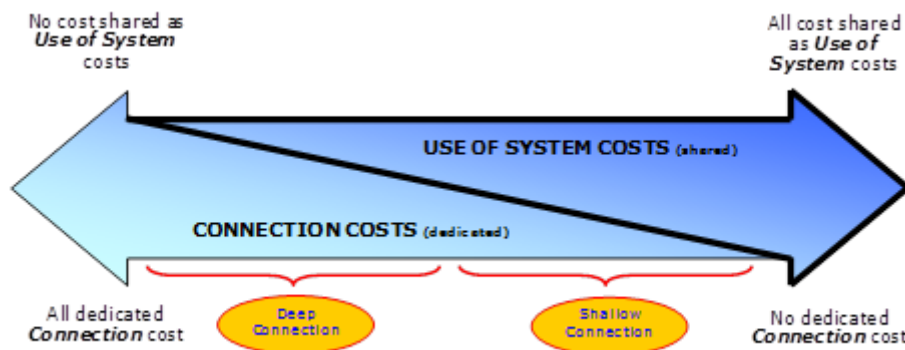 No cost shared as
Use of System
costs
All cost shared
as Use of
System costs
USE OF SYSTEM COSTS (shared)
CONNECTION COSTS (dedicated)
Deep
Connection
Shallow
Connection
All dedicated
Connection cost
No dedicated
Connection cost